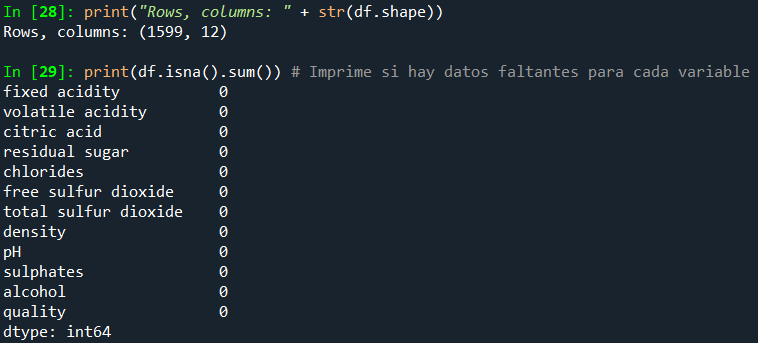 In [28]: print("Rows, columns: " + str(df.shape))
Rows, columns: (1599, 12)
In [29]: print(df.isna().sum()) # Imprime si hay datos faltantes para cada variable
fixed acidity 0
volatile acidity 0
citric acid 0
residual sugar 0
chlorides 0
free sulfur dioxide 0
total sulfur dioxide 0
density 0
pH 0
sulphates 0
alcohol 0
quality 0
dtype: int64